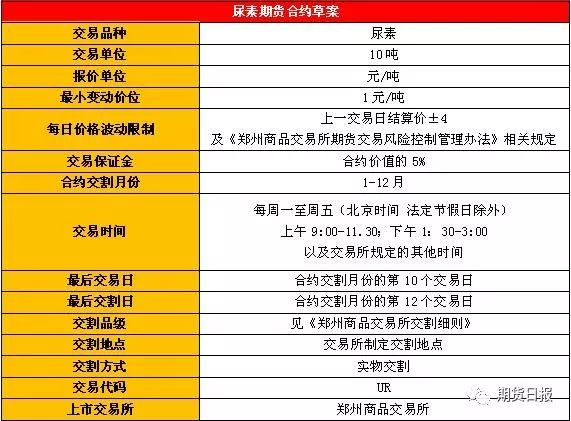 尿素期货合约草案
交易品种 尿素
交易单位 10吨
报价单位 元/吨
最小变动价位 1元/吨
每日价格波动限制 上一交易日结算价±4
及《郑州商品交易所期货交易风险控制管理办法》相关规定
交易保证金 合约价值的 5%
合约交割月份 1-12月
交易时间 每周一至周五（北京时间 法定节假日除外）
上午 9:00-11.30；下午 1：30-3:00
以及交易所规定的其他时间
最后交易日 合约交割月份的第 10 个交易日
最后交割日 合约交割月份的第 12 个交易日
交割品级 见《郑州商品交易所交割细则》
交割地点 交易所制定交割地点
交割方式 实物交割
交易代码 UR
上市交易所 郑州商品交易所
期货日报